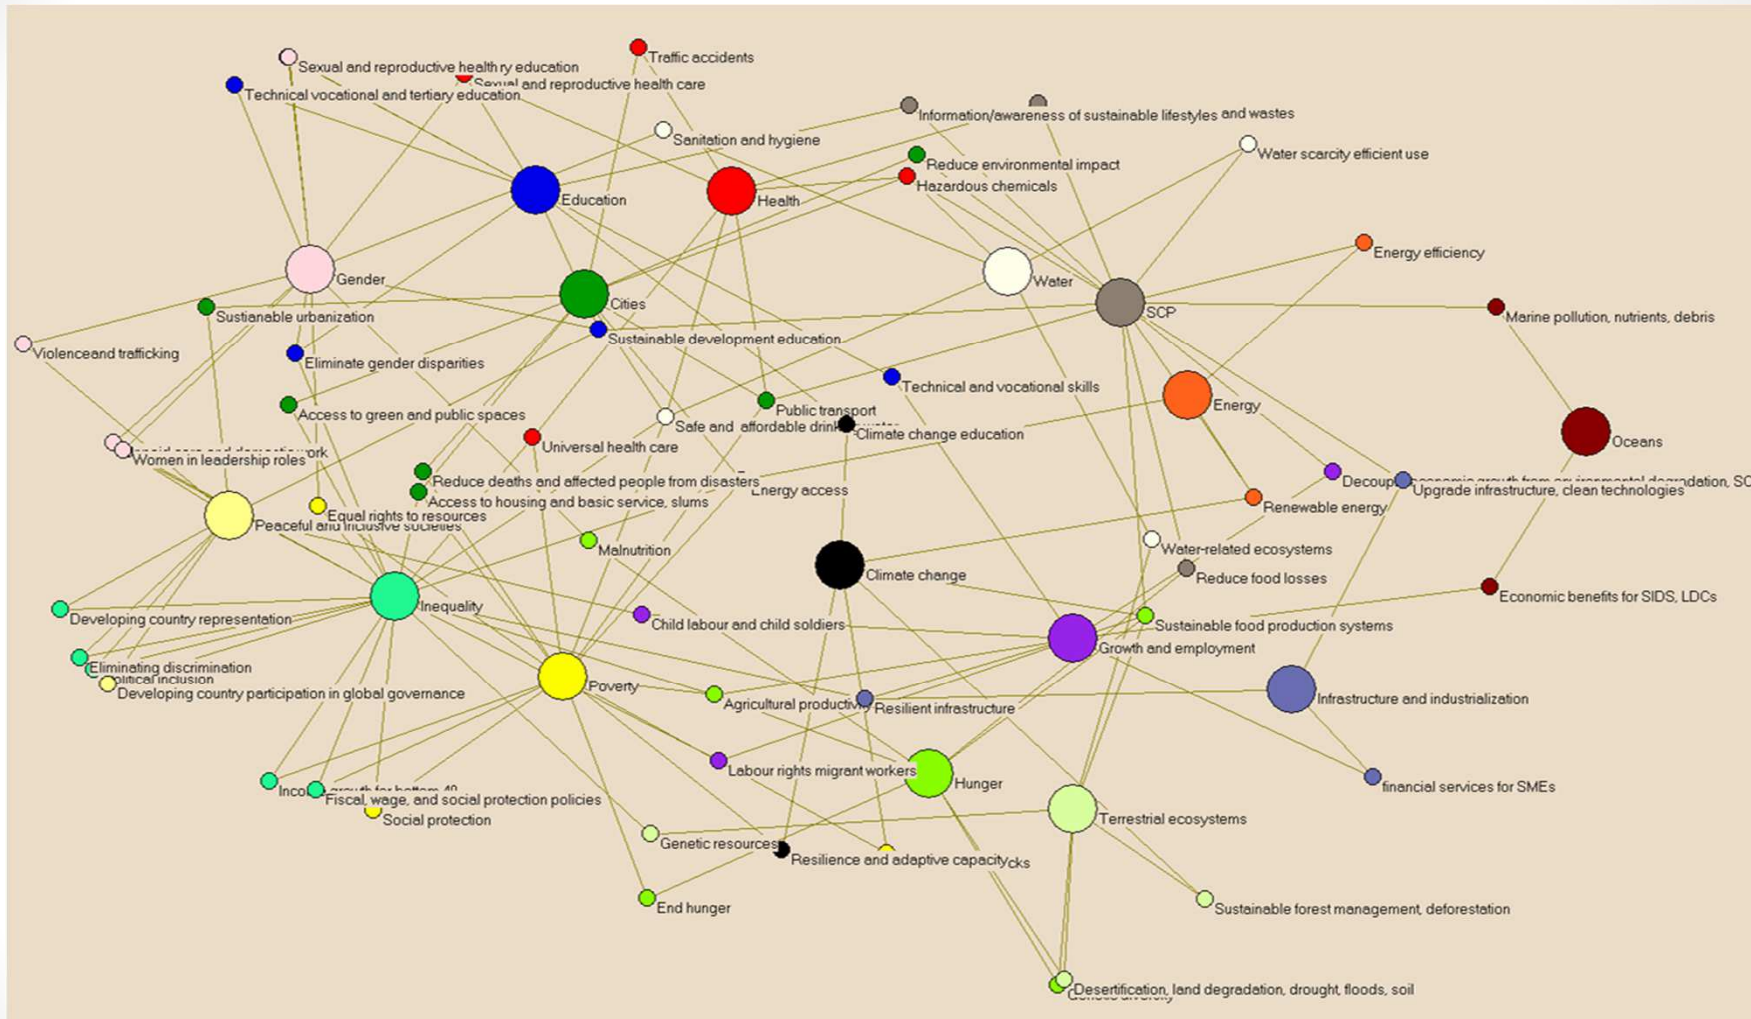 Traffic accidents
Sexual and reproductive health ry education
Sexual and reproductive health care
Technical vocational and tertiary education
Information/awareness of sustainable lifestyles and wastes
Sanitation and hygiene
Water scarcity efficient use
Reduce environmental impact
Hazardous chemicals
Education
Health
Energy efficiency
Gender
Water
Cities
SCP
Sustianable urbanization
Marine pollution, nutrients, debris
Sustainable development education
Violenceand trafficking
Eliminate gender disparities
Technical and vocational skills
Energy
Access to green and public spaces
Public transport
Safe and affordable
Climate change education
Oceans
Universal health care
Women in leadership roles
Reduce deaths and affected people from disasters
Upgrade infrastructure, clean technologies
Energy access
Access to housing and basic service, slums
Renewable energy
Equal rights to resources
Peaceful and inclusive societies
Malnutrition
Water-related ecosystems
Climate change
Reduce food losses
Economic benefits for SIDS, LDCs
Inequality
Developing country representation
Child labour and child soldiers
Sustainable food production systems
Growth and employment
Eliminating discrimination
political inclusion
Poverty
Developing country participation in global governance
Agricultural
Resilient infrastructure
Infrastructure and industrialization
Labour rights migrant workers
Hunger
financial services for SMEs
Fiscal, wage, and social protection policies
Social protection
Terrestrial ecosystems
Genetic resources
Resilience and adaptive capacity cks
End hunger
Sustainable forest management, deforestation
Desertification, land degradation, drought, floods, soil